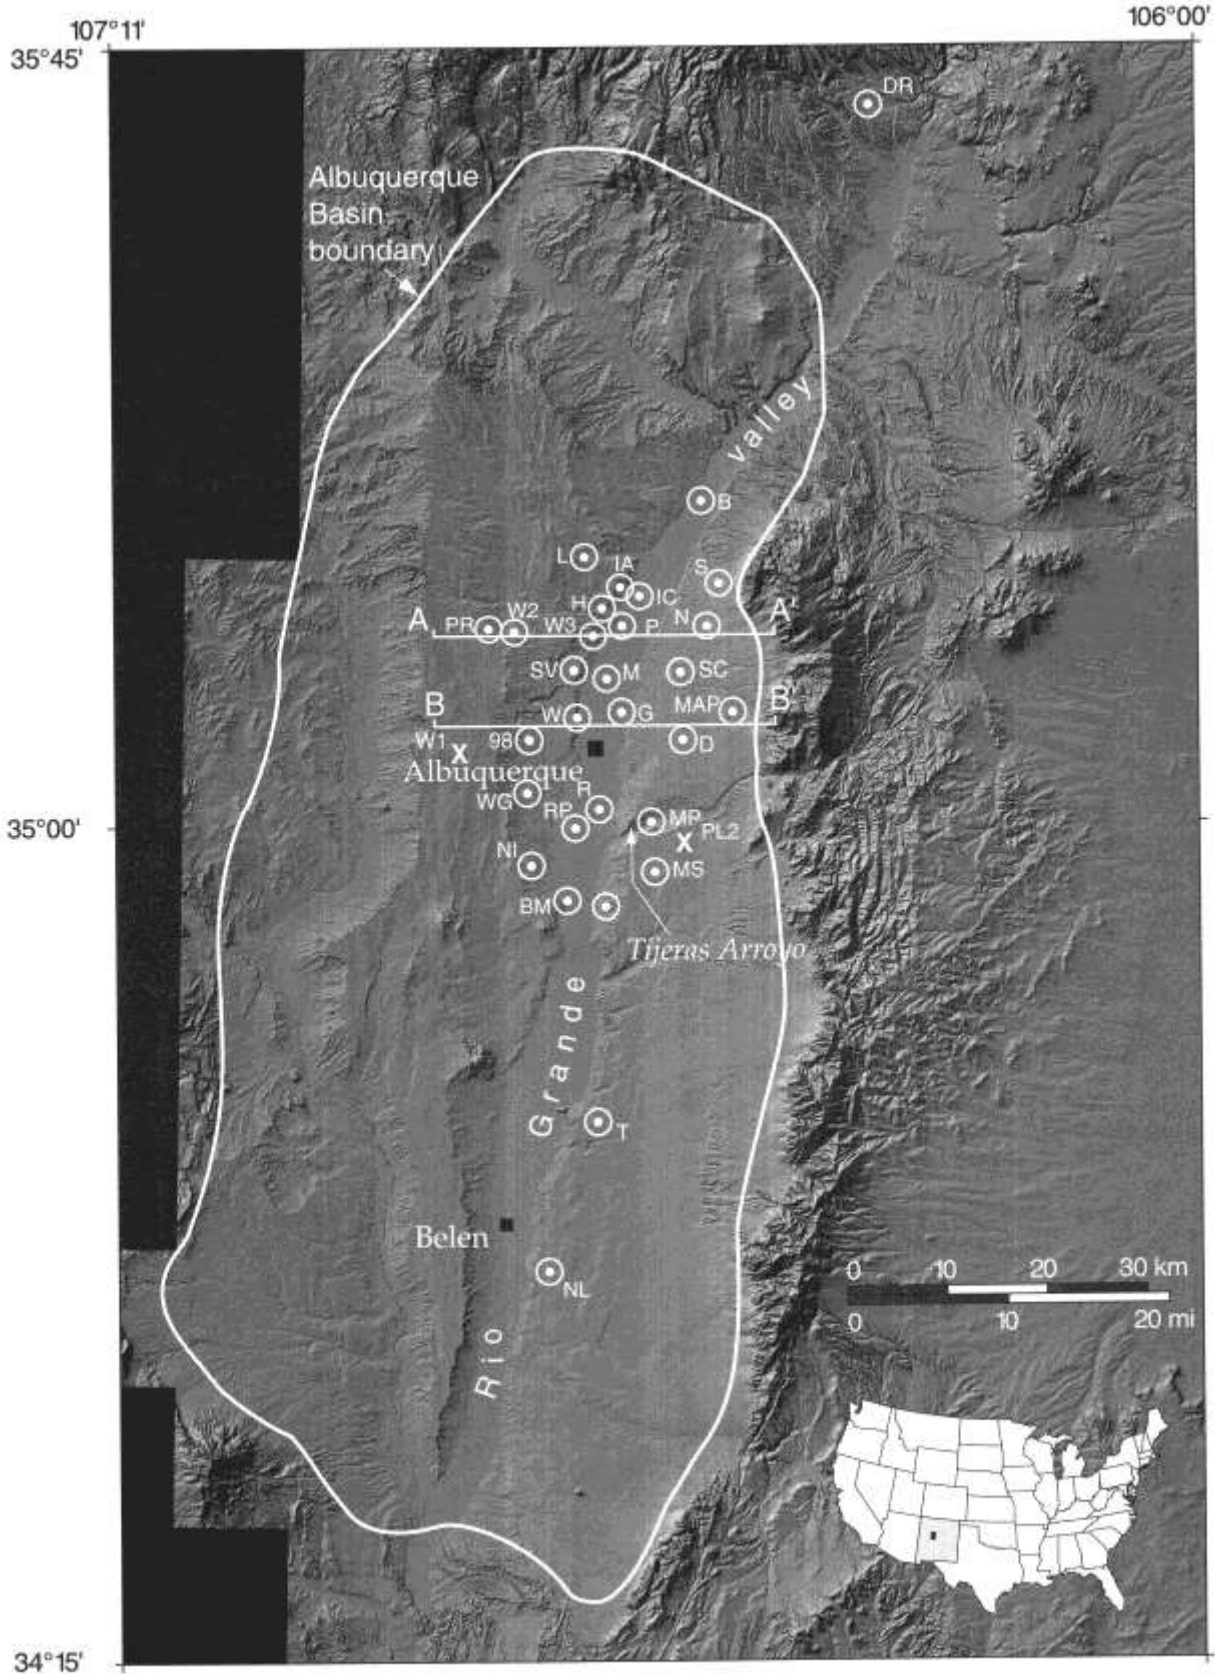 107°11'
106°00'
35°45'
DR
Albuquerque
Basin
boundary
valley
B
L
IA
S
IC
H
A
PR
W2
W3
P
N
A'
SV
M
SC
B
W
G
MAP
B'
W1
98
D
Albuquerque
WG
RP
R
MP
PL2
35°00'
NI
MS
BM
Tijeras Arroyo
Grande
T
Belen
NL
0 10 20 30 km
0 10 20 mi
Rio
34°15'